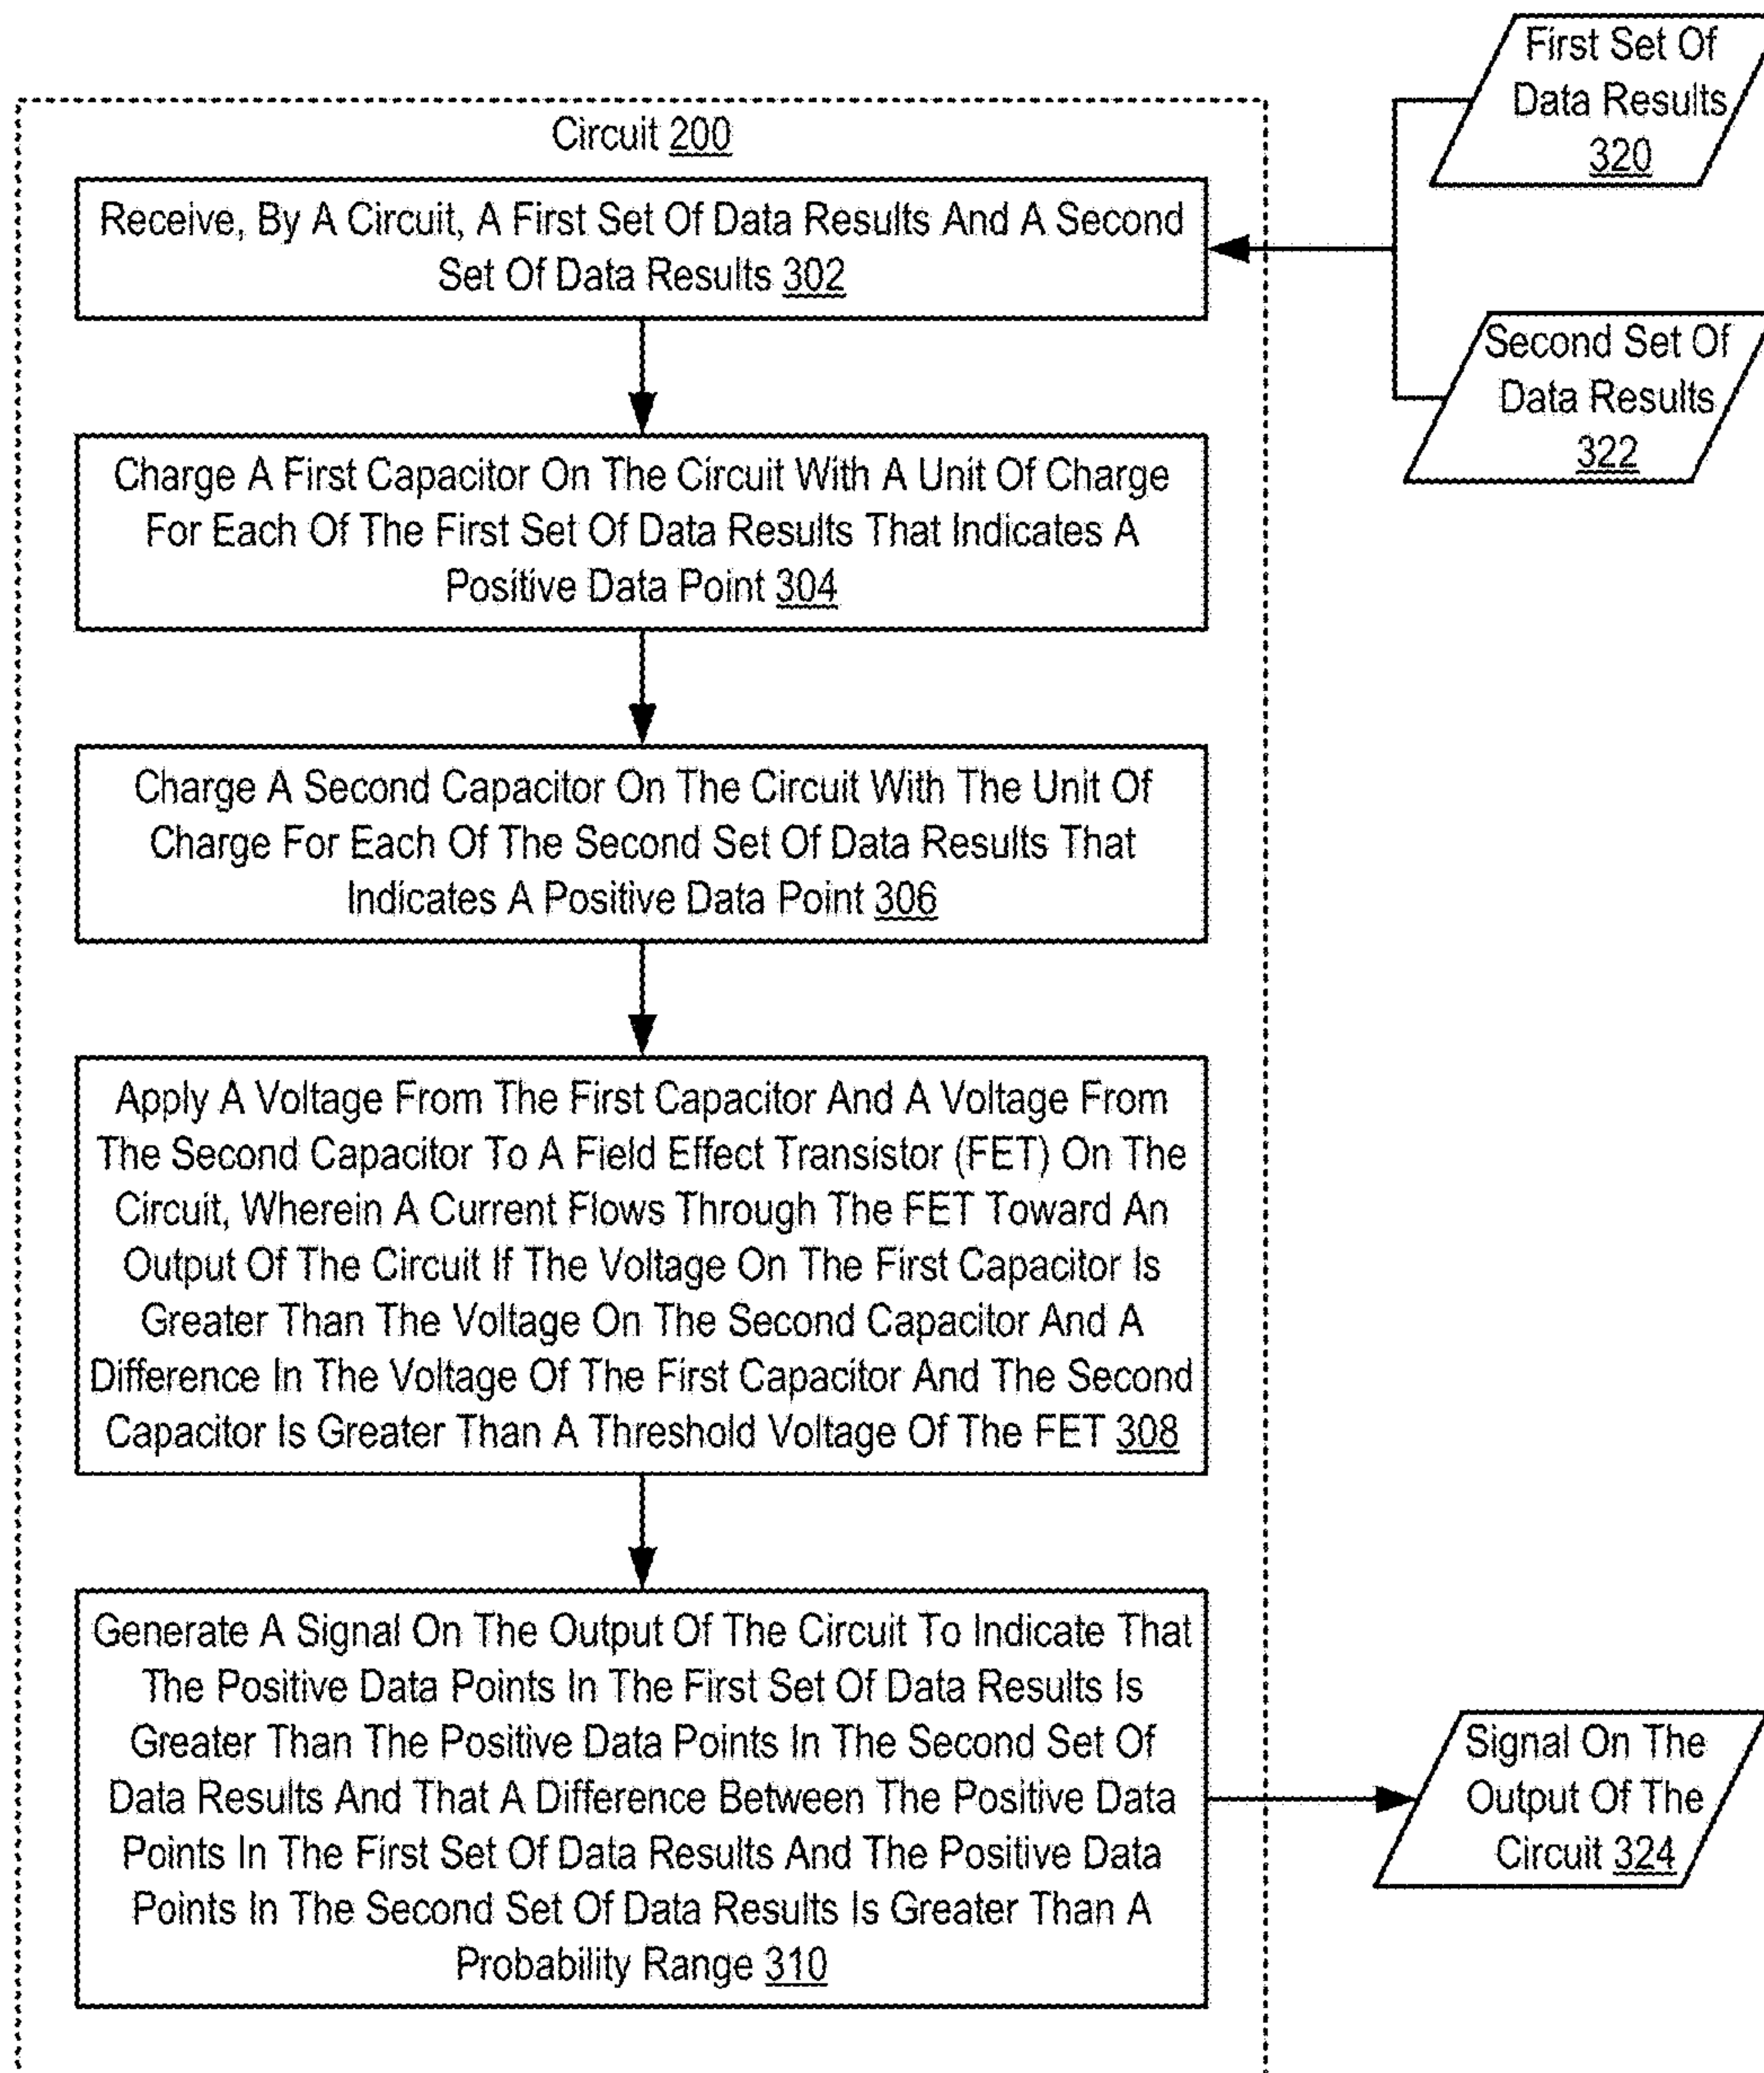 First Set Of
Data Results
320
Circuit 200
Receive, By A Circuit, A First Set Of Data Results And A Second
Set Of Data Results 302
Second Set Of
Data Results
322
Charge A First Capacitor On The Circuit With A Unit Of Charge
For Each Of The First Set Of Data Results That Indicates A
Positive Data Point 304
Charge A Second Capacitor On The Circuit With The Unit Of
Charge For Each Of The Second Set Of Data Results That
Indicates A Positive Data Point 306
Apply A Voltage From The First Capacitor And A Voltage From
The Second Capacitor To A Field Effect Transistor (FET) On The
Circuit, Wherein A Current Flows Through The FET Toward An
Output Of The Circuit If The Voltage On The First Capacitor Is
Greater Than The Voltage On The Second Capacitor And A
Difference In The Voltage Of The First Capacitor And The Second
Capacitor Is Greater Than A Threshold Voltage Of The FET 308
Generate A Signal On The Output Of The Circuit To Indicate That
The Positive Data Points In The First Set Of Data Results Is
Greater Than The Positive Data Points In The Second Set Of
Data Results And That A Difference Between The Positive Data
Points In The First Set Of Data Results And The Positive Data
Points In The Second Set Of Data Results Is Greater Than A
Probability Range 310
Signal On The
Output Of The
Circuit 324